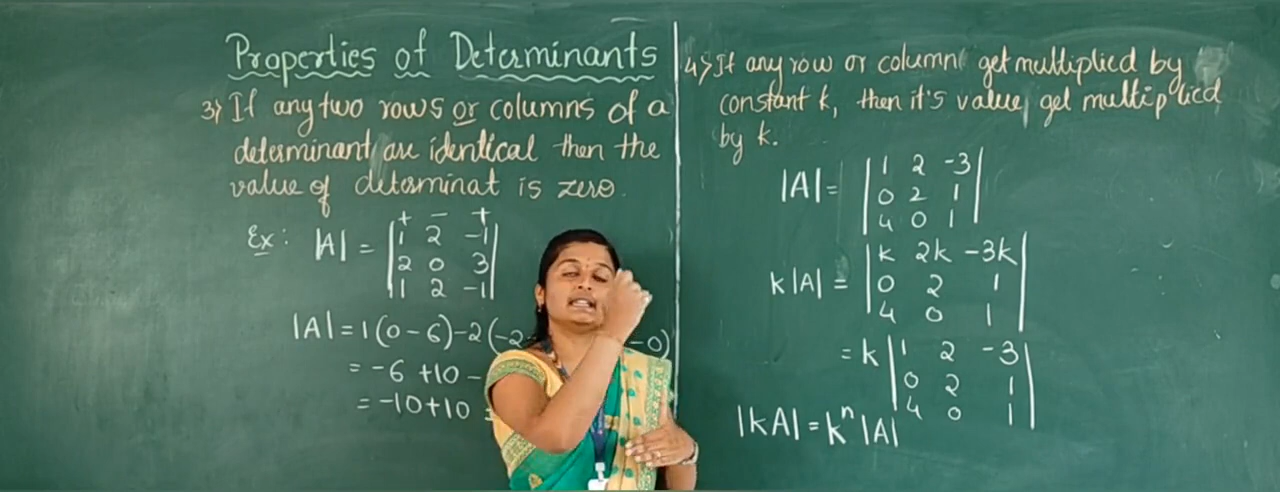 Properties of Determinants
3) If any two rows or columns of a
determinant are identical then the
value of determinat is zero.
Ex: |A| =
+ - +
1 2 -1
2 0 3
1 2 -1
|A| = 1(0-6)-2(-2 -0)
= -6 +10 -
= -10+10 =
4) If any row or column get multiplied by
constant k, then it's value get multiplied
by k.
|A| =
1 2 -3
0 2 1
4 0 1
k|A| =
k 2k -3k
0 2 1
4 0 1
= k
1 2 -3
0 2 1
4 0 1
|kA| = kⁿ |A|